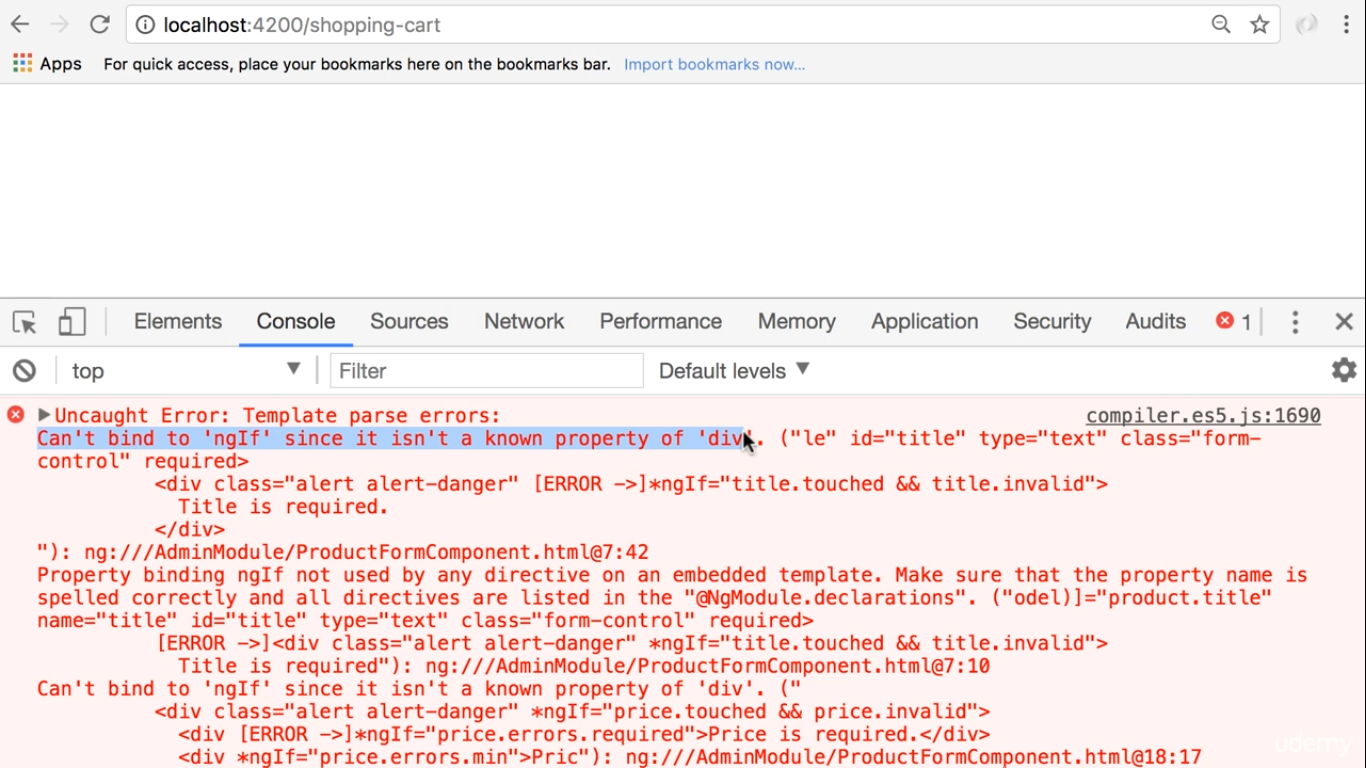 localhost:4200/shopping-cart
Apps For quick access, place your bookmarks here on the bookmarks bar. Import bookmarks now...
Elements Console Sources Network Performance Memory Application Security Audits 1
top Filter Default levels
Uncaught Error: Template parse errors: compiler.es5.js:1690
Can't bind to 'ngIf' since it isn't a known property of 'div'. ("le" id="title" type="text" class="form-
control" required>
<div class="alert alert-danger" [ERROR ->]*ngIf="title.touched && title.invalid">
Title is required.
</div>
"): ng:///AdminModule/ProductFormComponent.html@7:42
Property binding ngIf not used by any directive on an embedded template. Make sure that the property name is
spelled correctly and all directives are listed in the "@NgModule.declarations". ("odel)]="product.title"
name="title" id="title" type="text" class="form-control" required>
[ERROR ->]<div class="alert alert-danger" *ngIf="title.touched && title.invalid">
Title is required"): ng:///AdminModule/ProductFormComponent.html@7:10
Can't bind to 'ngIf' since it isn't a known property of 'div'. ("
<div class="alert alert-danger" *ngIf="price.touched && price.invalid">
<div [ERROR ->]*ngIf="price.errors.required">Price is required.</div>
<div *ngIf="price.errors.min">Pric"): ng:///AdminModule/ProductFormComponent.html@18:17
udemy